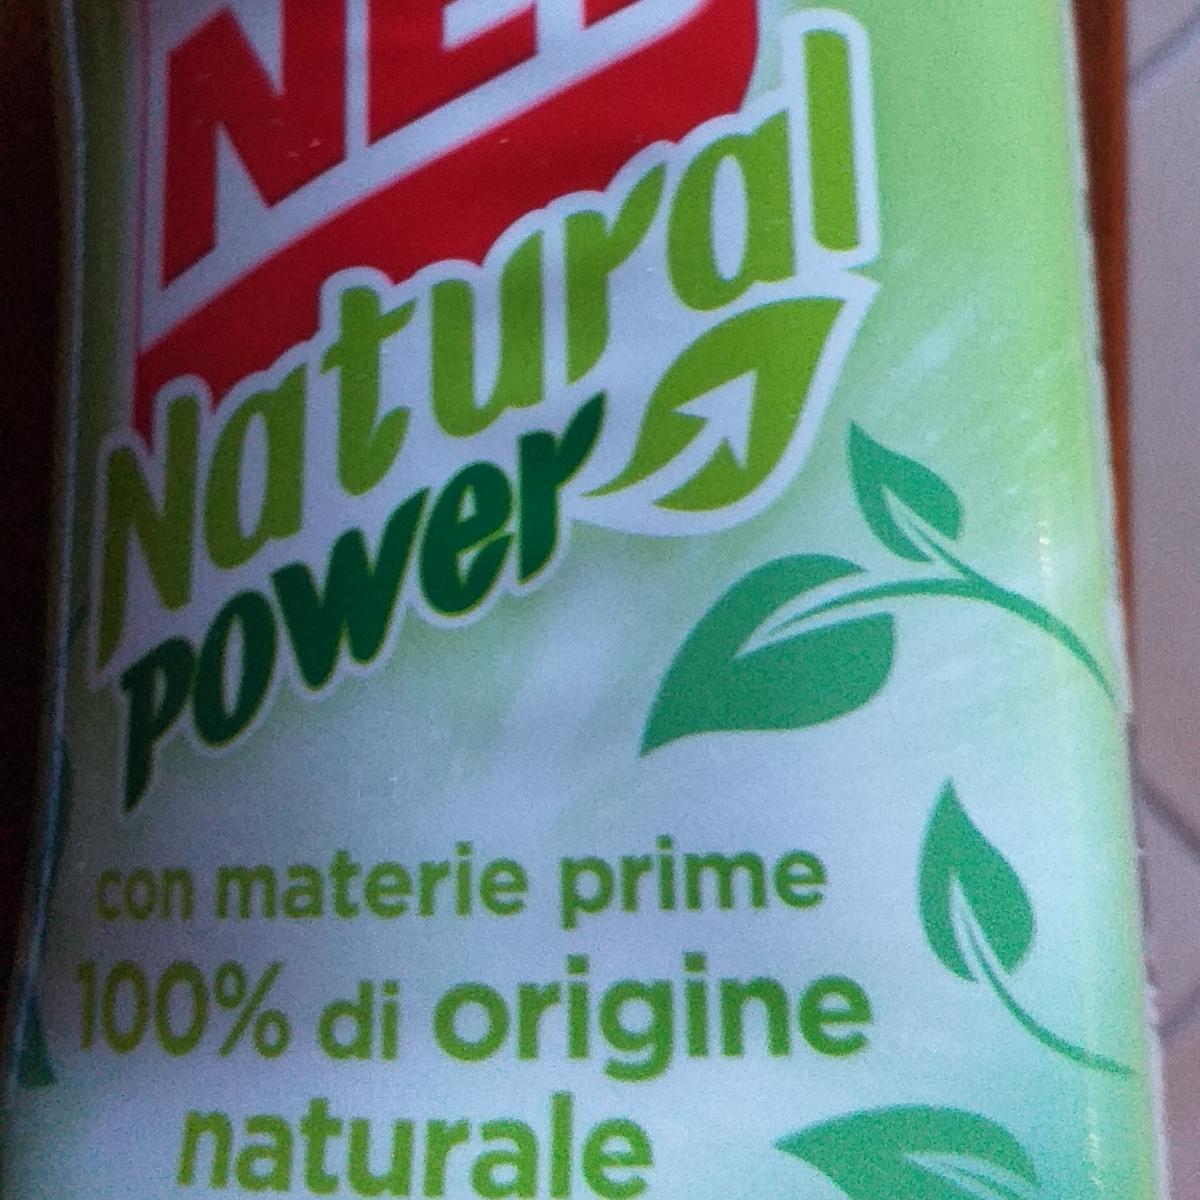 Natural
Power
con materie prime
100% di origine
naturale